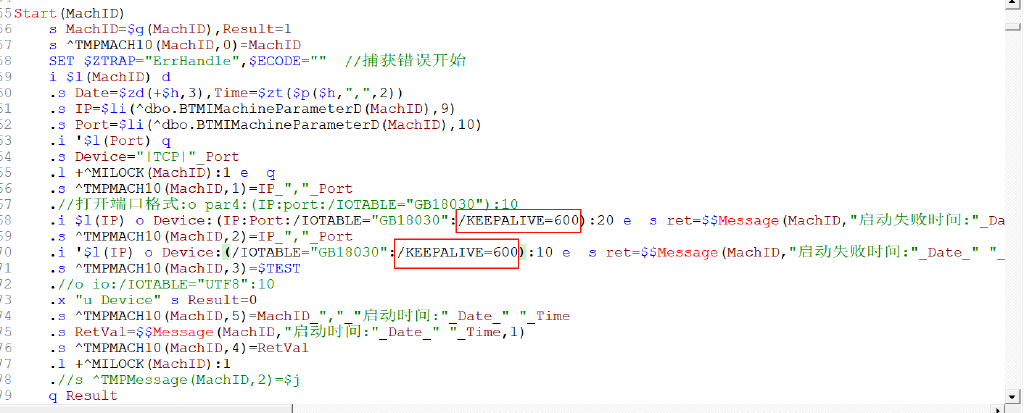 55Start(MachID)
56 s MachID=$g(MachID),Result=1
57 s ^TMPMACH10(MachID,0)=MachID
58 SET $ZTRAP="ErrHandle",$ECODE="" //捕获错误开始
59 i $l(MachID) d
60 .s Date=$zd(+$h,3),Time=$zt($p($h,",",2))
61 .s IP=$li(^dbo.BTMIMachineParameterD(MachID),9)
62 .s Port=$li(^dbo.BTMIMachineParameterD(MachID),10)
63 .i '$l(Port) q
64 .s Device="|TCP|"_Port
65 .l +^MILOCK(MachID):1 e  q
66 .s ^TMPMACH10(MachID,1)=IP_","_Port
67 .//打开端口格式:o par4:(IP:port:/IOTABLE="GB18030"):10
68 .i $l(IP) o Device:(IP:Port:/IOTABLE="GB18030":/KEEPALIVE=600):20 e  s ret=$$Message(MachID,"启动失败时间:"_Da
69 .s ^TMPMACH10(MachID,2)=IP_","_Port
70 .i '$l(IP) o Device:(/IOTABLE="GB18030":/KEEPALIVE=600):10 e  s ret=$$Message(MachID,"启动失败时间:"_Date_" "_
71 .s ^TMPMACH10(MachID,3)=$TEST
72 .//o io:/IOTABLE="UTF8":10
73 .x "u Device" s Result=0
74 .s ^TMPMACH10(MachID,5)=MachID_","_"启动时间:"_Date_" "_Time
75 .s RetVal=$$Message(MachID,"启动时间:"_Date_" "_Time,1)
76 .s ^TMPMACH10(MachID,4)=RetVal
77 .l +^MILOCK(MachID):1
78 .//s ^TMPMessage(MachID,2)=$j
79 q Result